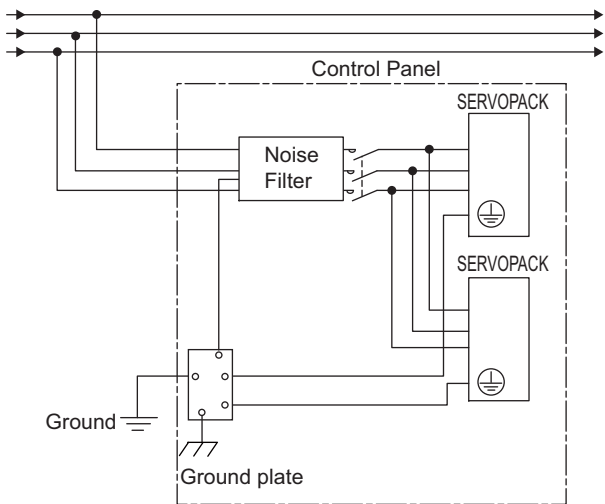 Control Panel
SERVOPACK
Noise
Filter
SERVOPACK
Ground
Ground plate